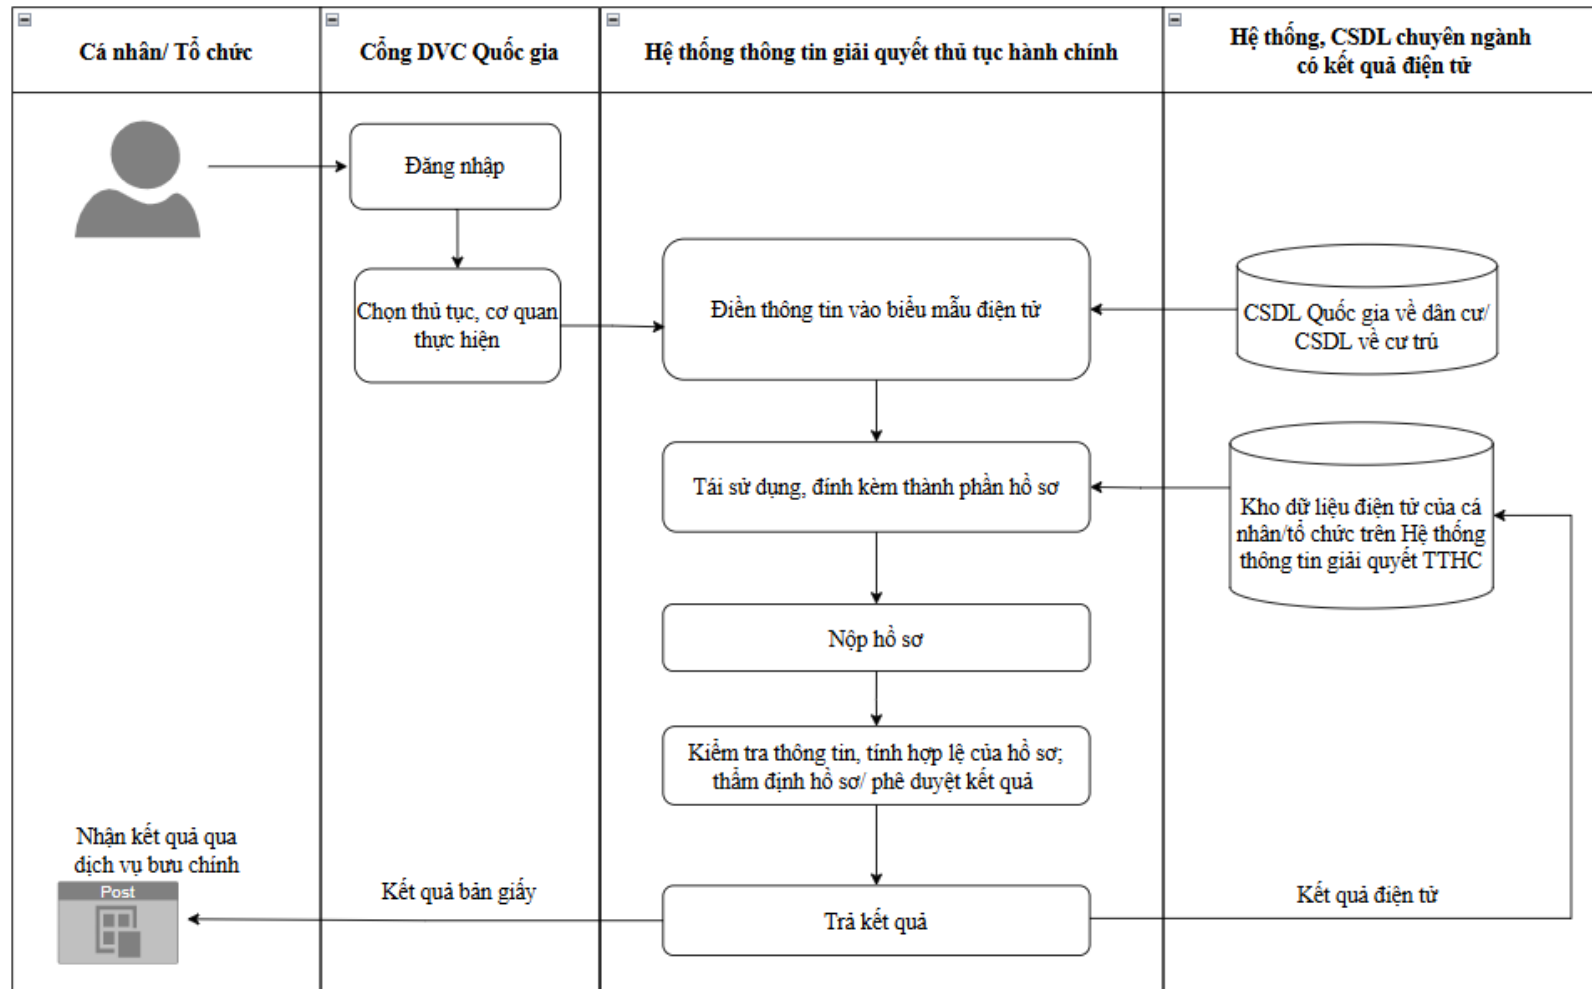 Cá nhân/ Tổ chức
Cổng DVC Quốc gia
Hệ thống thông tin giải quyết thủ tục hành chính
Hệ thống, CSDL chuyên ngành
có kết quả điện tử
Đăng nhập
Chọn thủ tục, cơ quan
thực hiện
Điền thông tin vào biểu mẫu điện tử
CSDL Quốc gia về dân cư/
CSDL về cư trú
Tái sử dụng, đính kèm thành phần hồ sơ
Kho dữ liệu điện tử của cá
nhân/tổ chức trên Hệ thống
thông tin giải quyết TTHC
Nộp hồ sơ
Kiểm tra thông tin, tính hợp lệ của hồ sơ;
thẩm định hồ sơ/ phê duyệt kết quả
Nhận kết quả qua
dịch vụ bưu chính
Post
Kết quả bản giấy
Trả kết quả
Kết quả điện tử